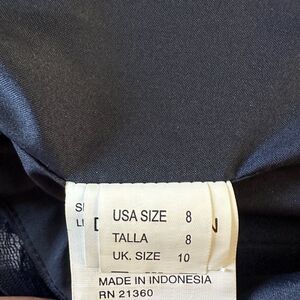 USA SIZE 8
TALLA 8
UK. SIZE 10
MADE IN INDONESIA
RN 21360